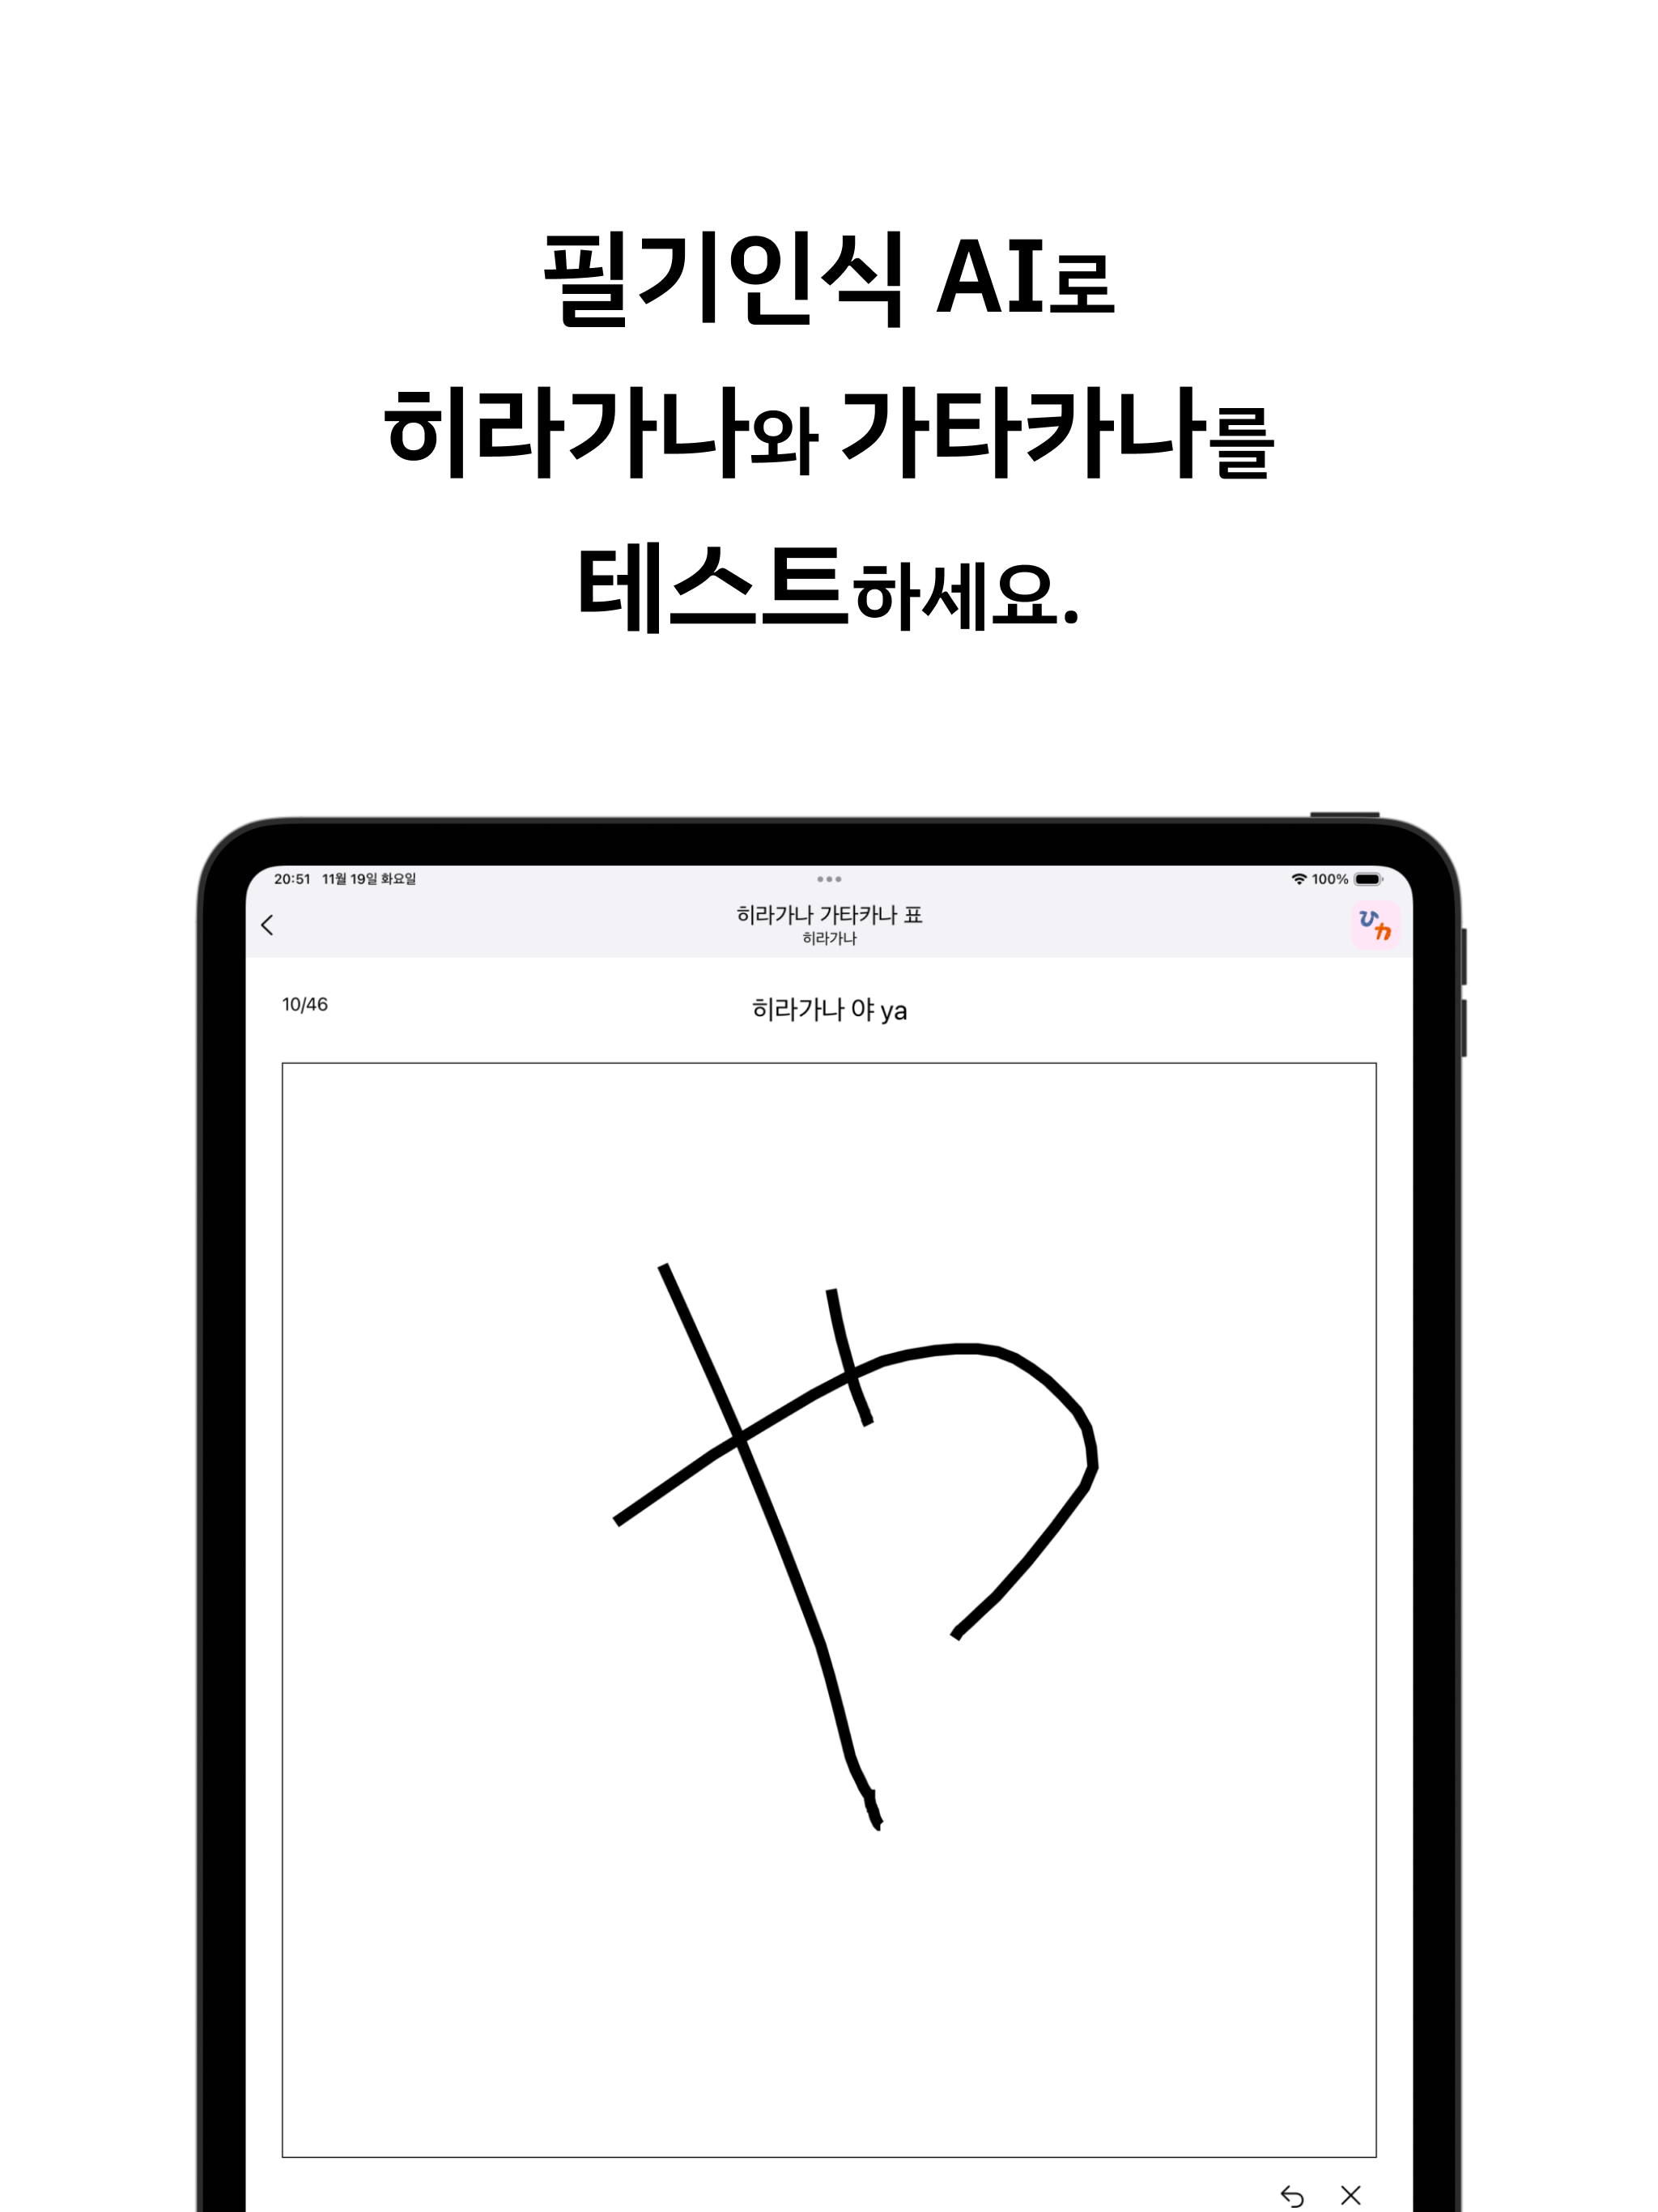 필기인식 AI로
히라가나와 가타카나를
테스트하세요.
20:51 11월 19일 화요일
100%
히라가나 가타카나 표
히라가나
ひカ
10/46
히라가나 야 ya
や